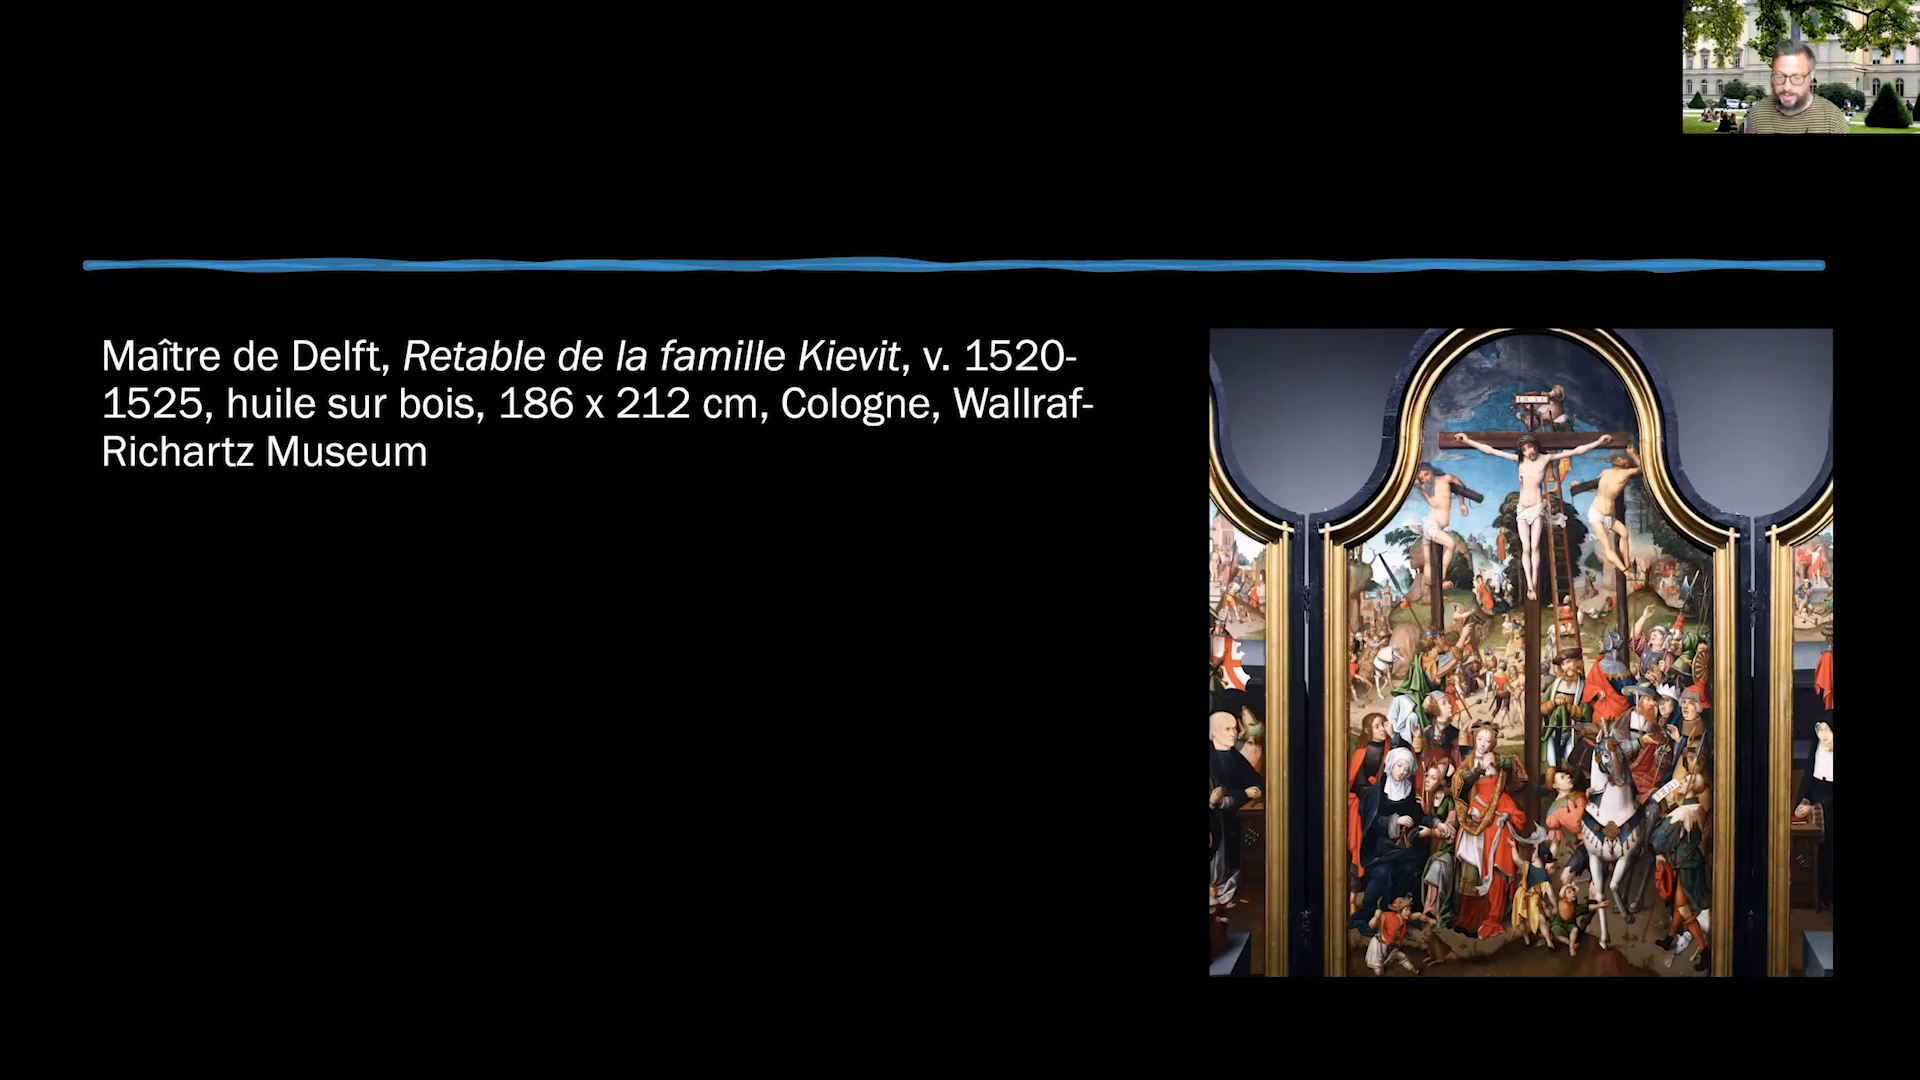 Maître de Delft, Retable de la famille Kievit, v. 1520-
1525, huile sur bois, 186 x 212 cm, Cologne, Wallraf-
Richartz Museum